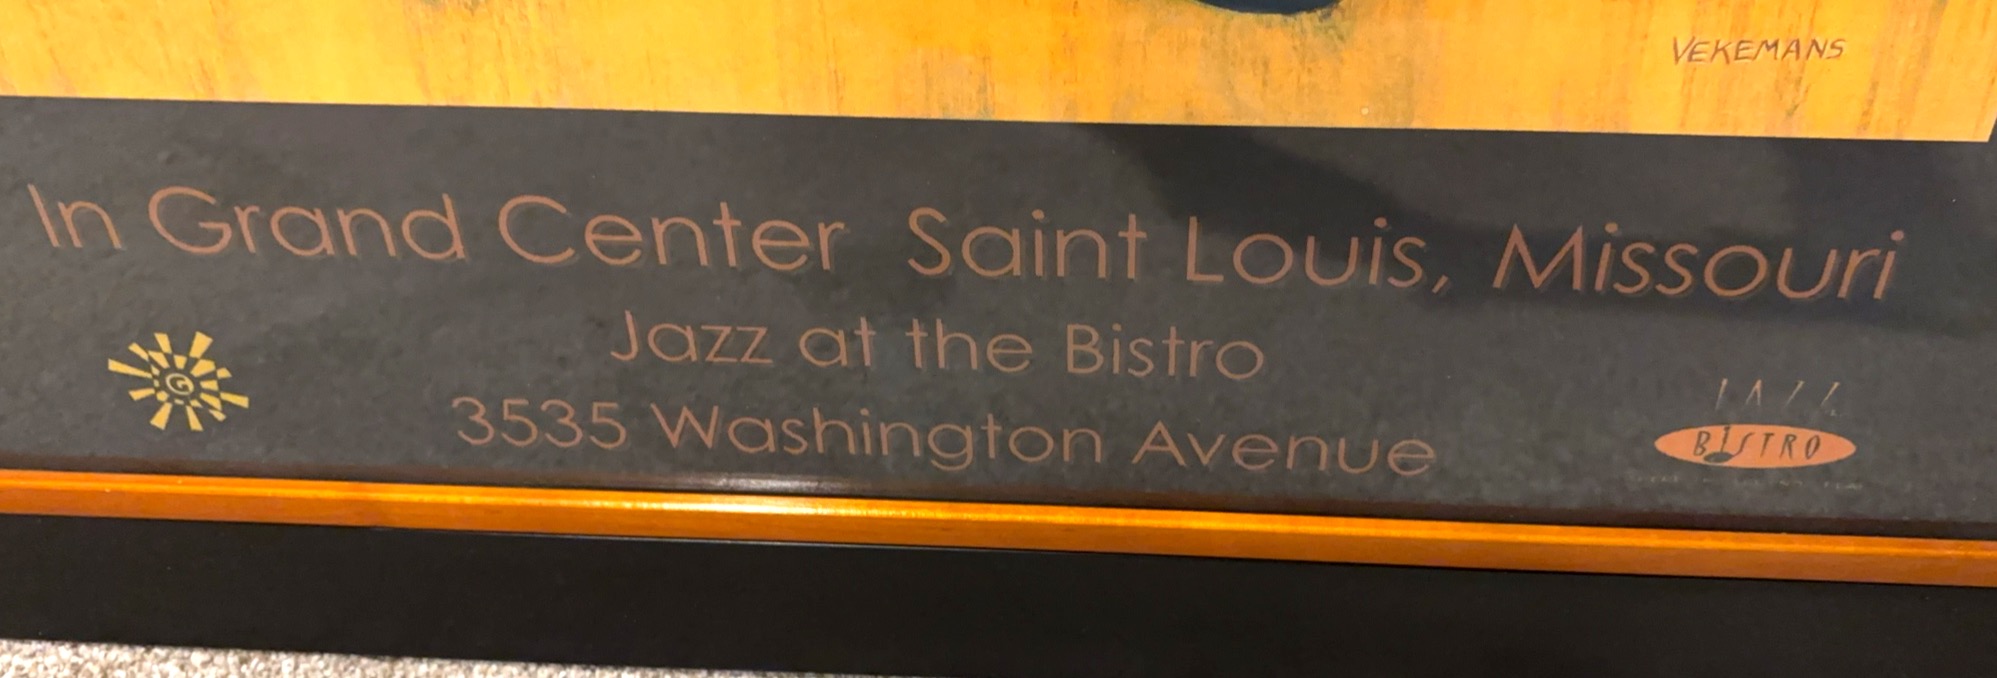 VEKEMANS
In Grand Center Saint Louis, Missouri
Jazz at the Bistro
3535 Washington Avenue
G
JAZZ
BISTRO